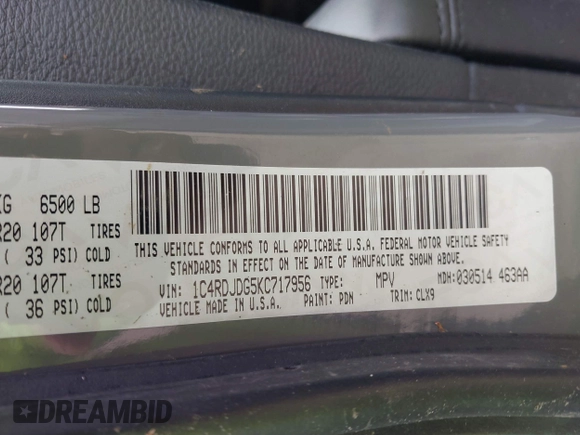 KG 6500 LB
R20 107T TIRES
( 33 PSI) COLD
R20 107T TIRES
( 36 PSI) COLD
THIS VEHICLE CONFORMS TO ALL APPLICABLE U.S.A. FEDERAL MOTOR VEHICLE SAFETY
STANDARDS IN EFFECT ON THE DATE OF MANUFACTURE SHOWN ABOVE.
VIN: 1C4RDJDG5KC717956 TYPE: MPV MDH:030514 463AA
VEHICLE MADE IN U.S.A. PAINT: PDN TRIM: CLX9
DREAMBID